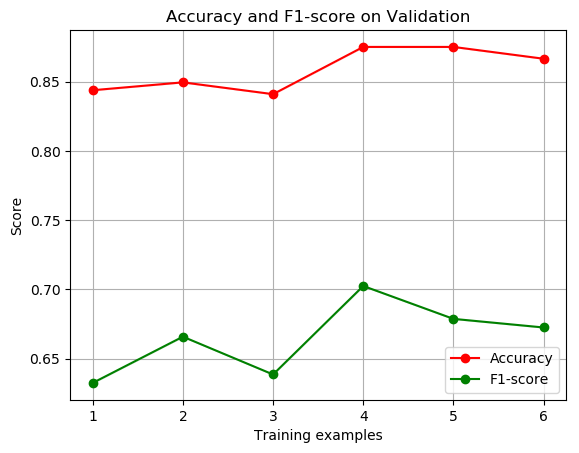 Accuracy and F1-score on Validation
Score
0.85
0.80
0.75
0.70
0.65
1 2 3 4 5 6
Training examples
Accuracy
F1-score